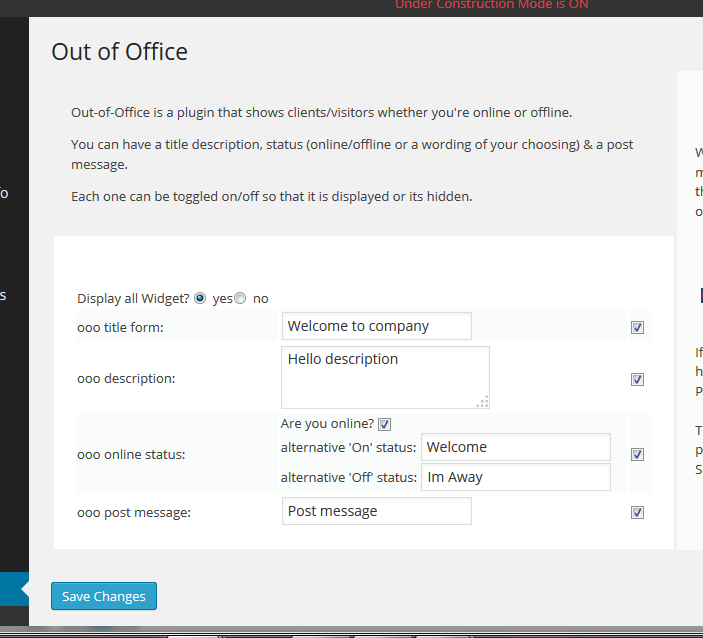 Under Construction Mode is ON
Out of Office
Out-of-Office is a plugin that shows clients/visitors whether you're online or offline.
You can have a title description, status (online/offline or a wording of your choosing) & a post
message.
Each one can be toggled on/off so that it is displayed or its hidden.
Display all Widget? yes no
ooo title form: Welcome to company
ooo description: Hello description
Are you online?
ooo online status:
alternative 'On' status: Welcome
alternative 'Off' status: Im Away
ooo post message: Post message
Save Changes